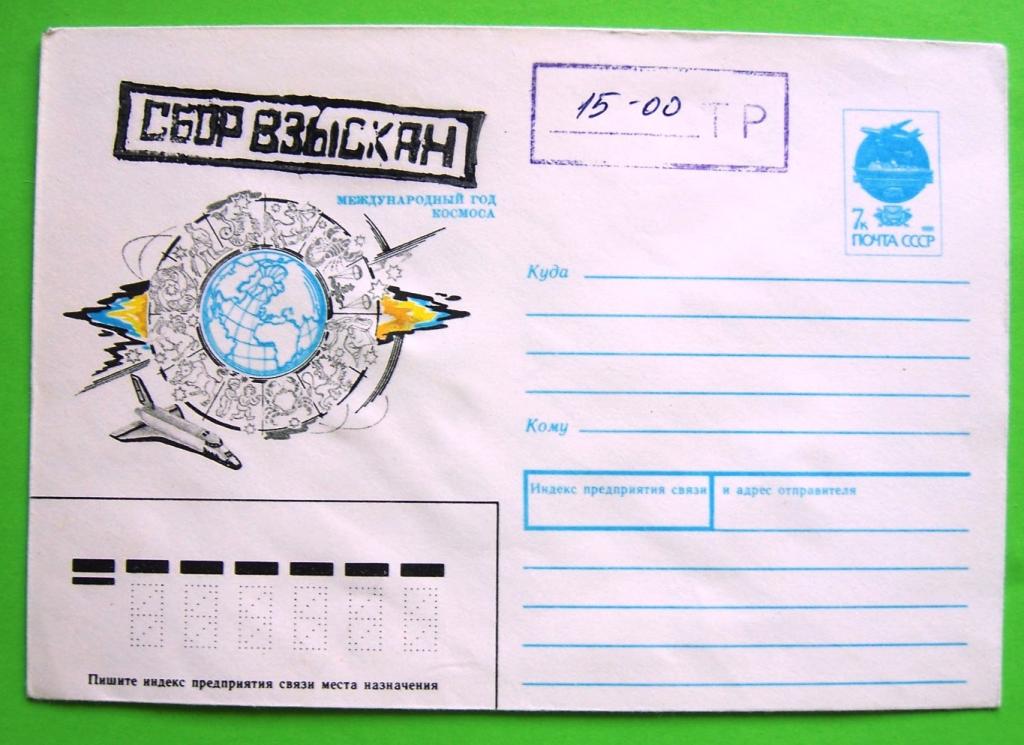 СБОР ВЗЫСКАН
15-00 ТР
7к
ПОЧТА СССР
МЕЖДУНАРОДНЫЙ ГОД
КОСМОСА
Куда
Кому
Индекс предприятия связи и адрес отправителя
Пишите индекс предприятия связи места назначения